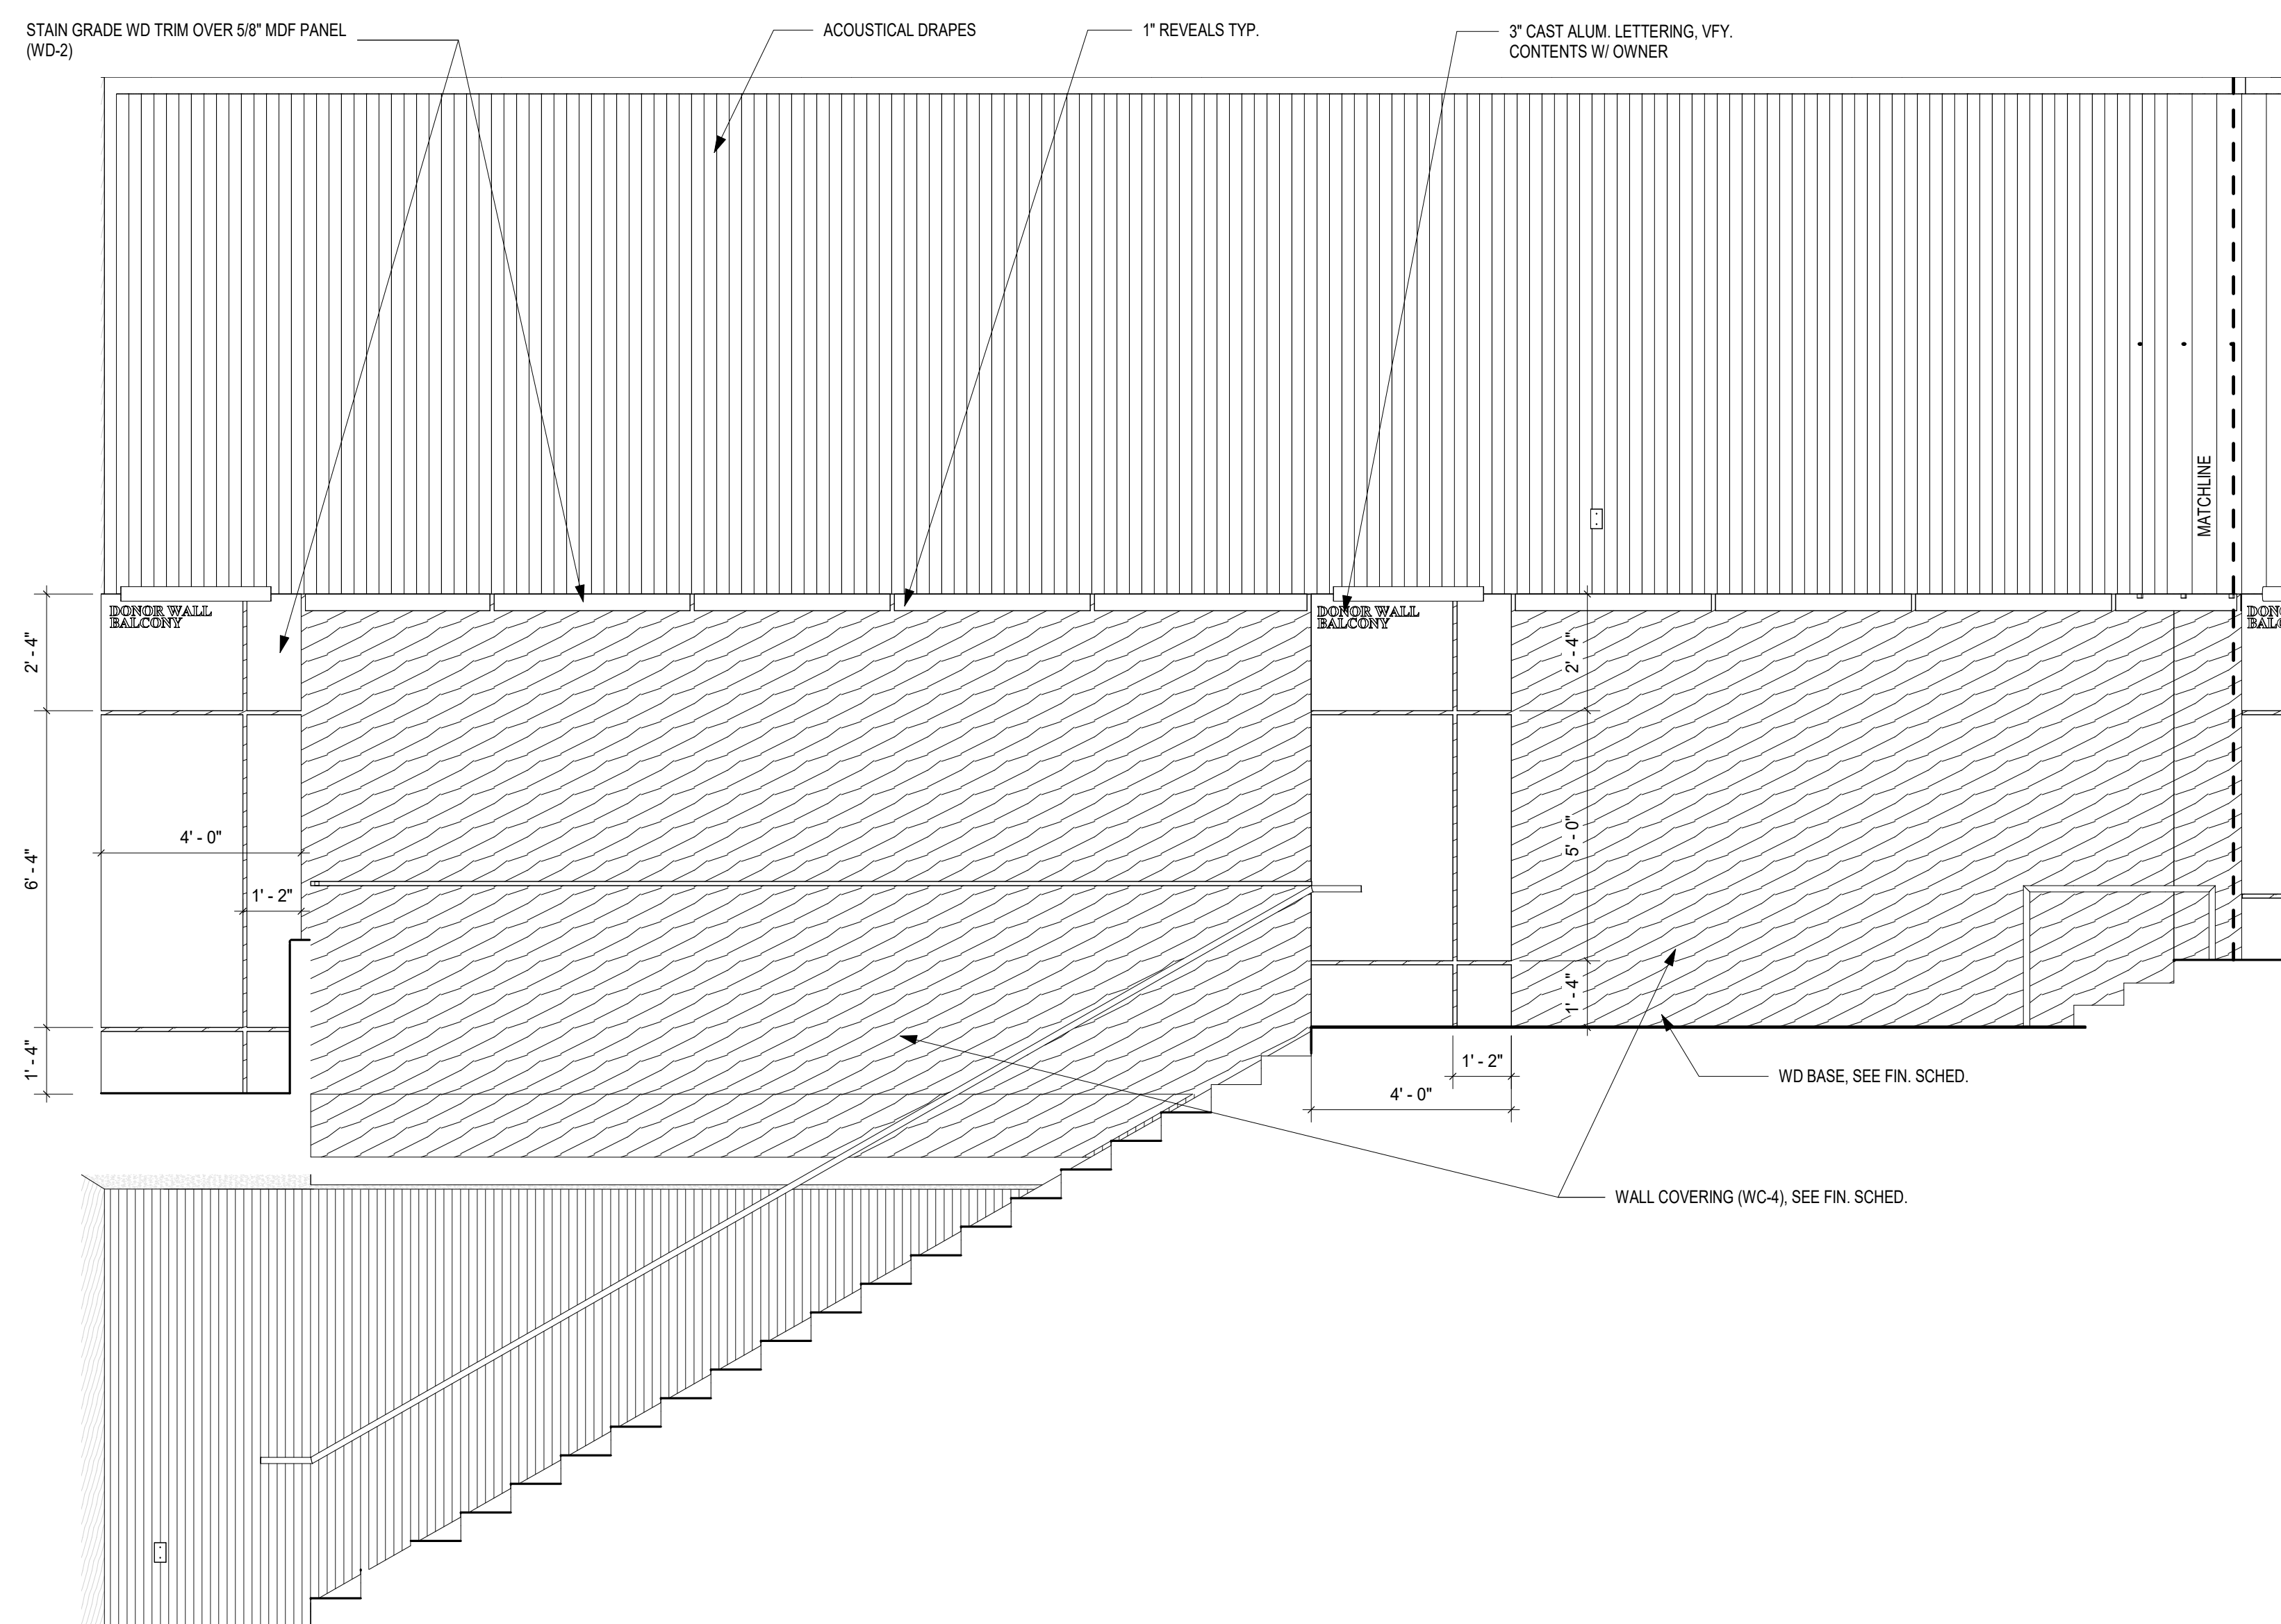 STAIN GRADE WD TRIM OVER 5/8" MDF PANEL
(WD-2)
ACOUSTICAL DRAPES
1" REVEALS TYP.
3" CAST ALUM. LETTERING, VFY.
CONTENTS W/ OWNER
MATCHLINE
DONOR WALL
BALCONY
DONOR WALL
BALCONY
DON
BAL
2' - 4"
2' - 4"
4' - 0"
6' - 4"
1' - 2"
5' - 0"
1' - 4"
1' - 4"
1' - 2"
4' - 0"
WD BASE, SEE FIN. SCHED.
WALL COVERING (WC-4), SEE FIN. SCHED.